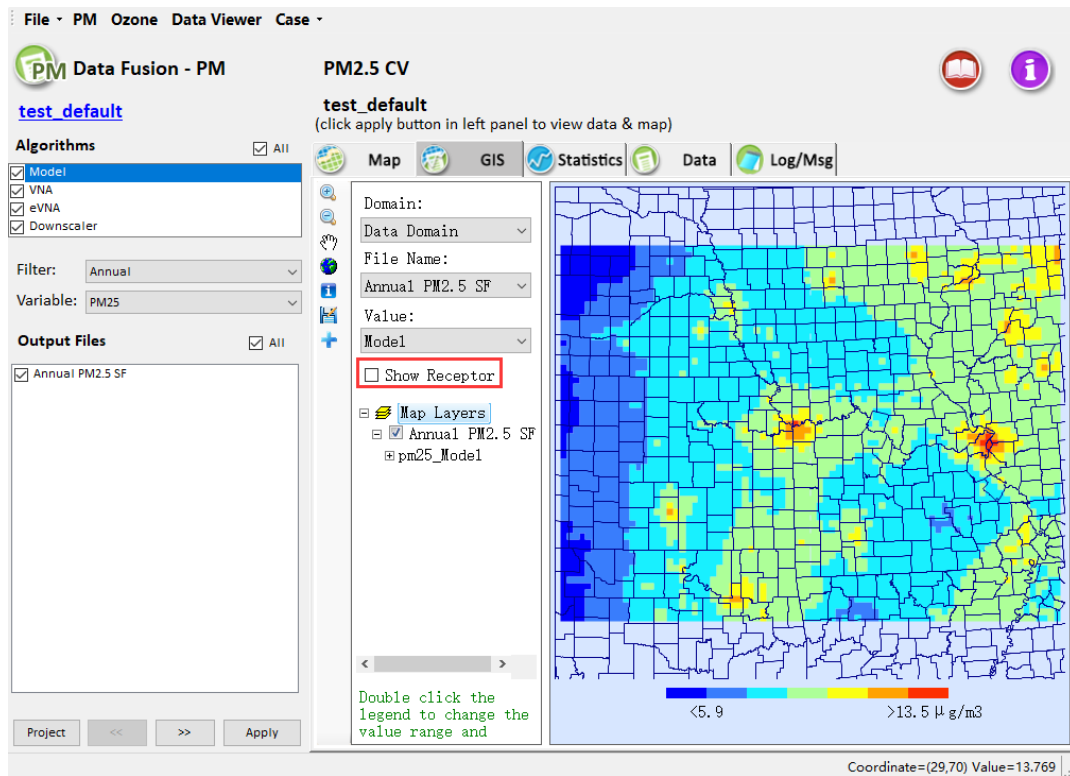 File PM Ozone Data Viewer Case
PM Data Fusion - PM
PM2.5 CV
test_default
test_default
(click apply button in left panel to view data & map)
Algorithms
All
Model
VNA
eVNA
Downscaler
Filter: Annual
Variable: PM25
Output Files
All
Annual PM2.5 SF
Project << >> Apply
Map GIS Statistics Data Log/Msg
Domain:
Data Domain
File Name:
Annual PM2.5 SF
Value:
Model
Show Receptor
Map Layers
Annual PM2.5 SF
pm25_Model
Double click the
legend to change the
value range and
<5.9 >13.5 μg/m3
Coordinate=(29,70) Value=13.769